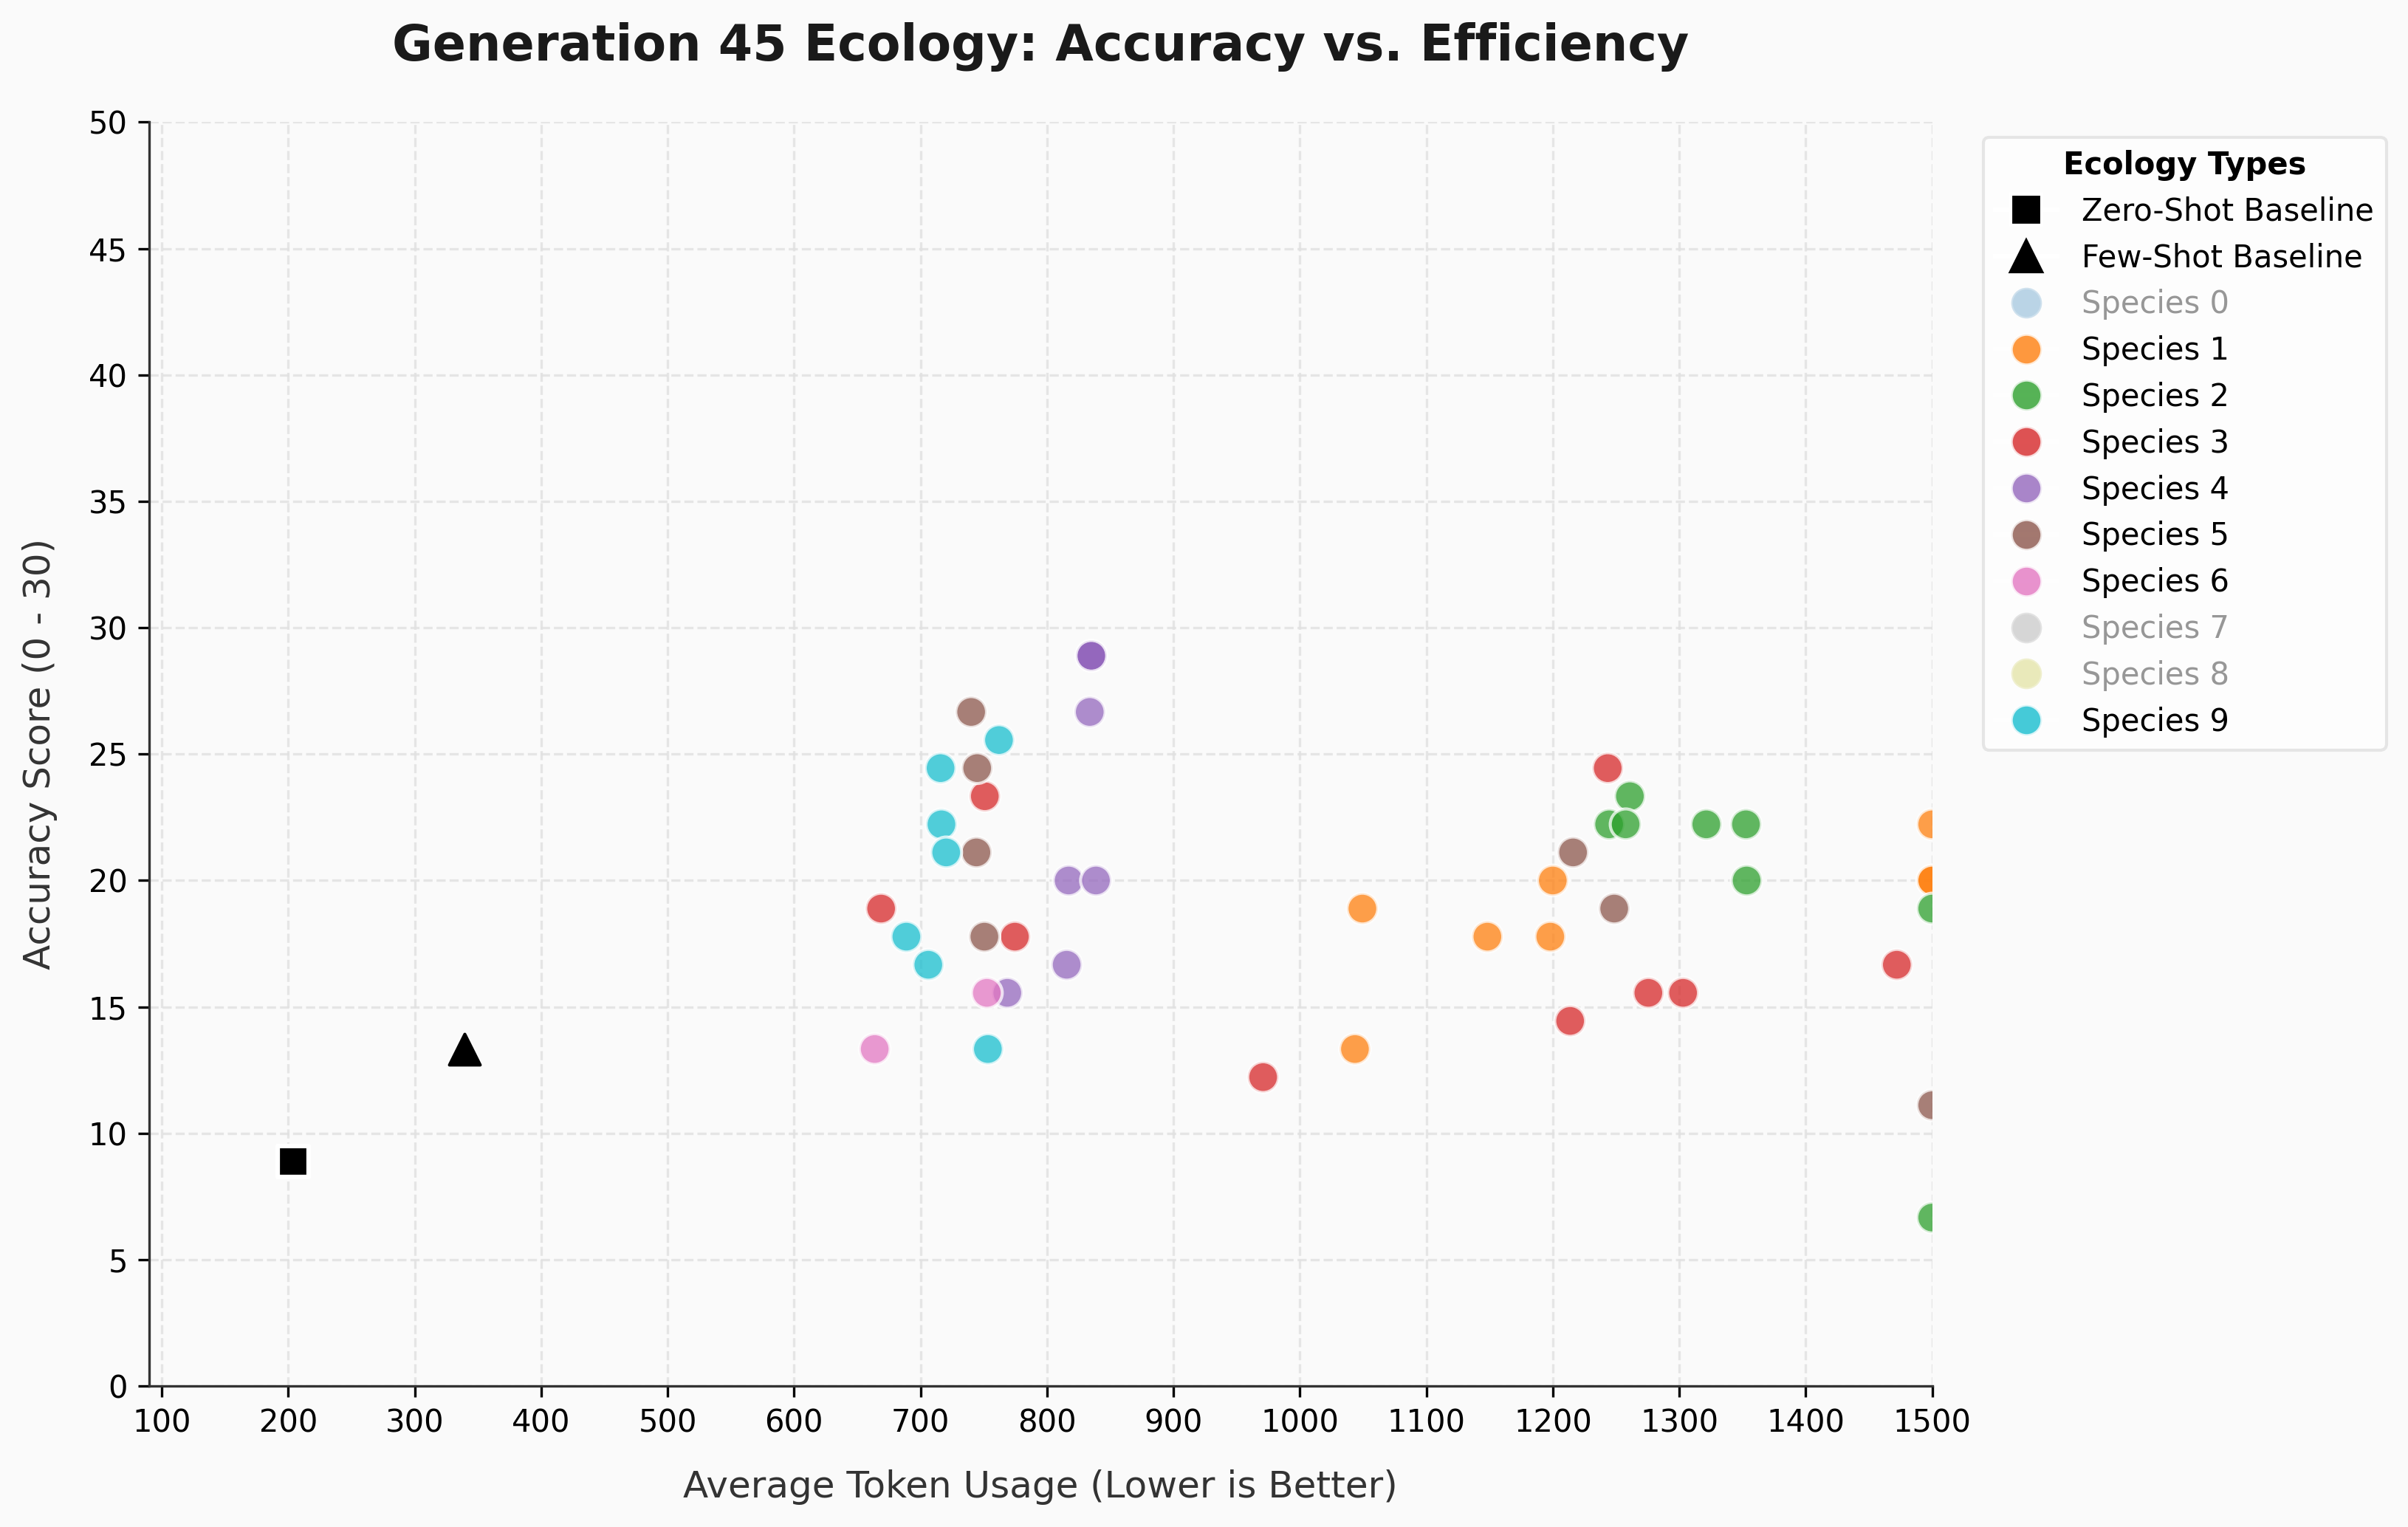 Generation 45 Ecology: Accuracy vs. Efficiency
50
45
40
35
30
25
20
15
10
5
0
Accuracy Score (0 - 30)
100 200 300 400 500 600 700 800 900 1000 1100 1200 1300 1400 1500
Average Token Usage (Lower is Better)
Ecology Types
Zero-Shot Baseline
Few-Shot Baseline
Species 0
Species 1
Species 2
Species 3
Species 4
Species 5
Species 6
Species 7
Species 8
Species 9